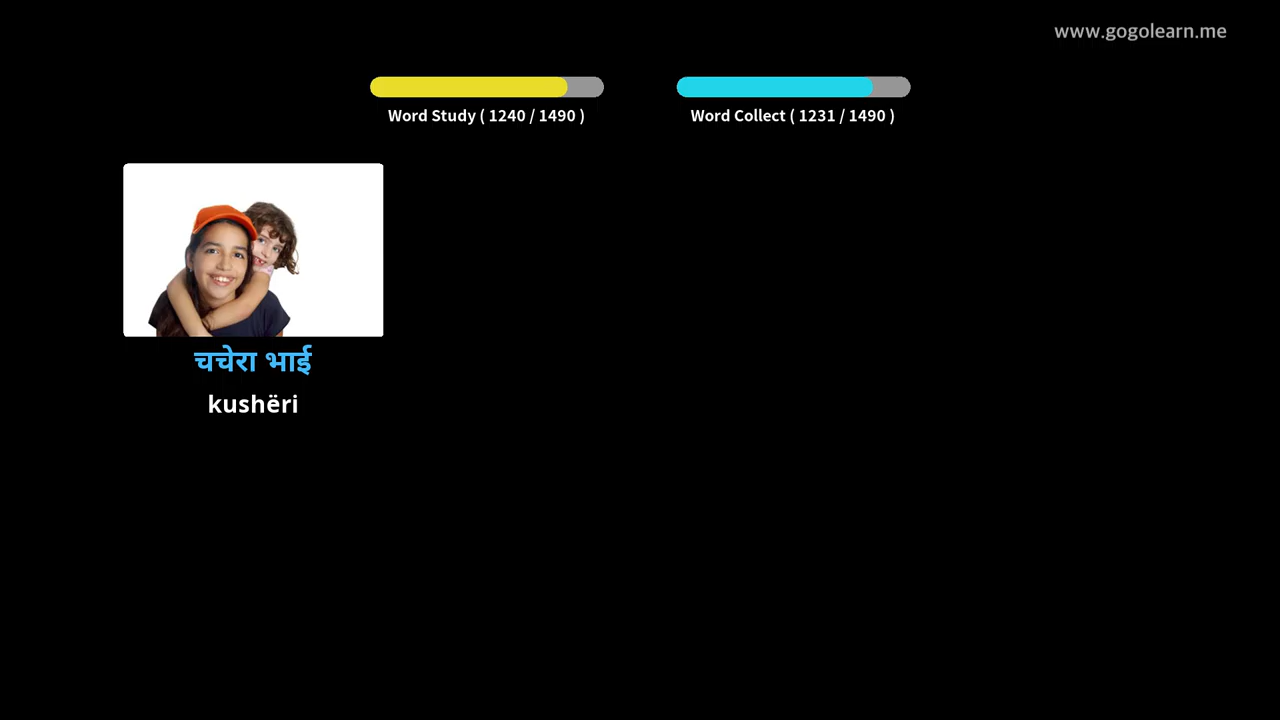 www.gogolearn.me
Word Study ( 1240 / 1490 )
Word Collect ( 1231 / 1490 )
चचेरा भाई
kushëri